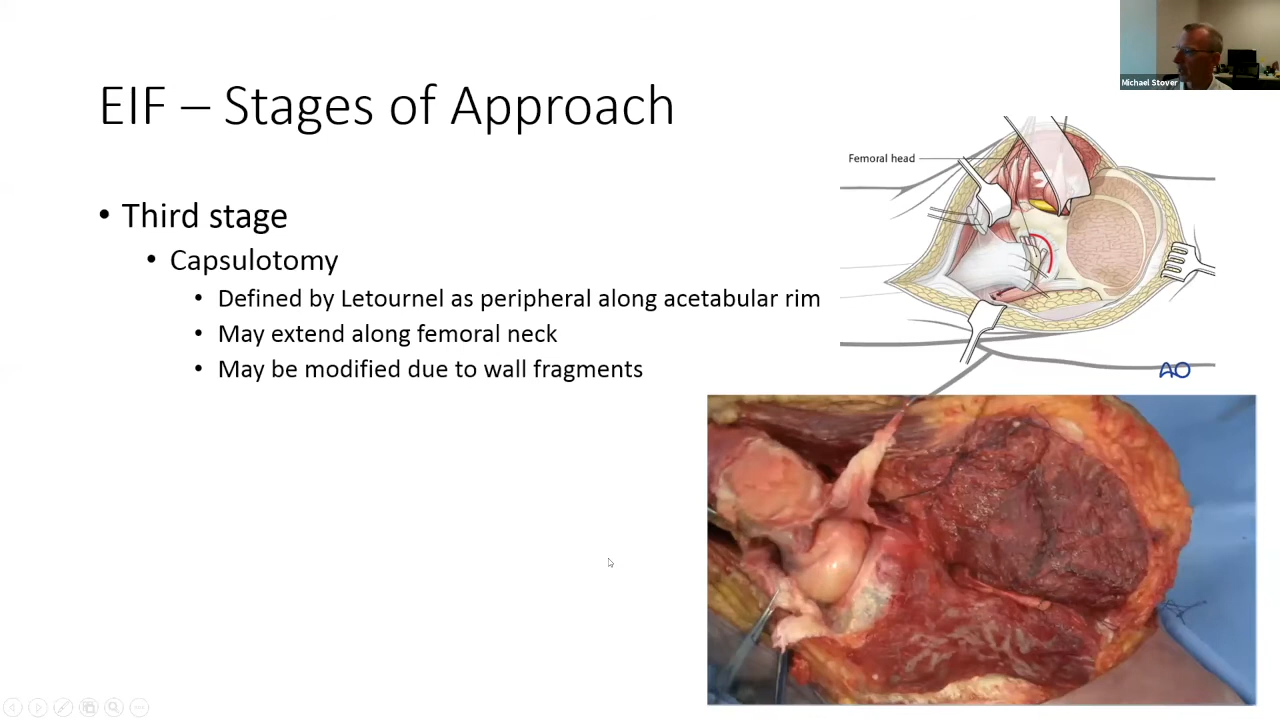 Michael Stover
EIF – Stages of Approach
Femoral head
• Third stage
• Capsulotomy
• Defined by Letournel as peripheral along acetabular rim
• May extend along femoral neck
• May be modified due to wall fragments
AO